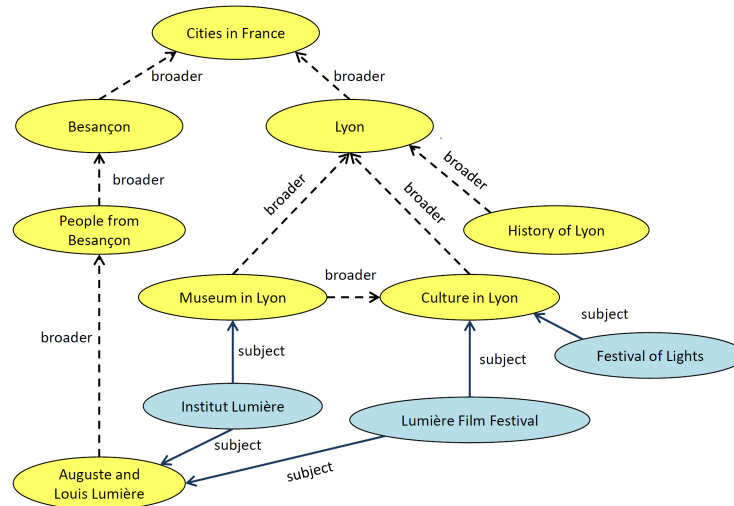 Cities in France
broader
broader
Besançon
Lyon
broader
broader
broader
broader
People from
Besançon
History of Lyon
broader
Museum in Lyon
Culture in Lyon
subject
broader
subject
subject
Festival of Lights
Institut Lumière
Lumière Film Festival
subject
subject
Auguste and
Louis Lumière